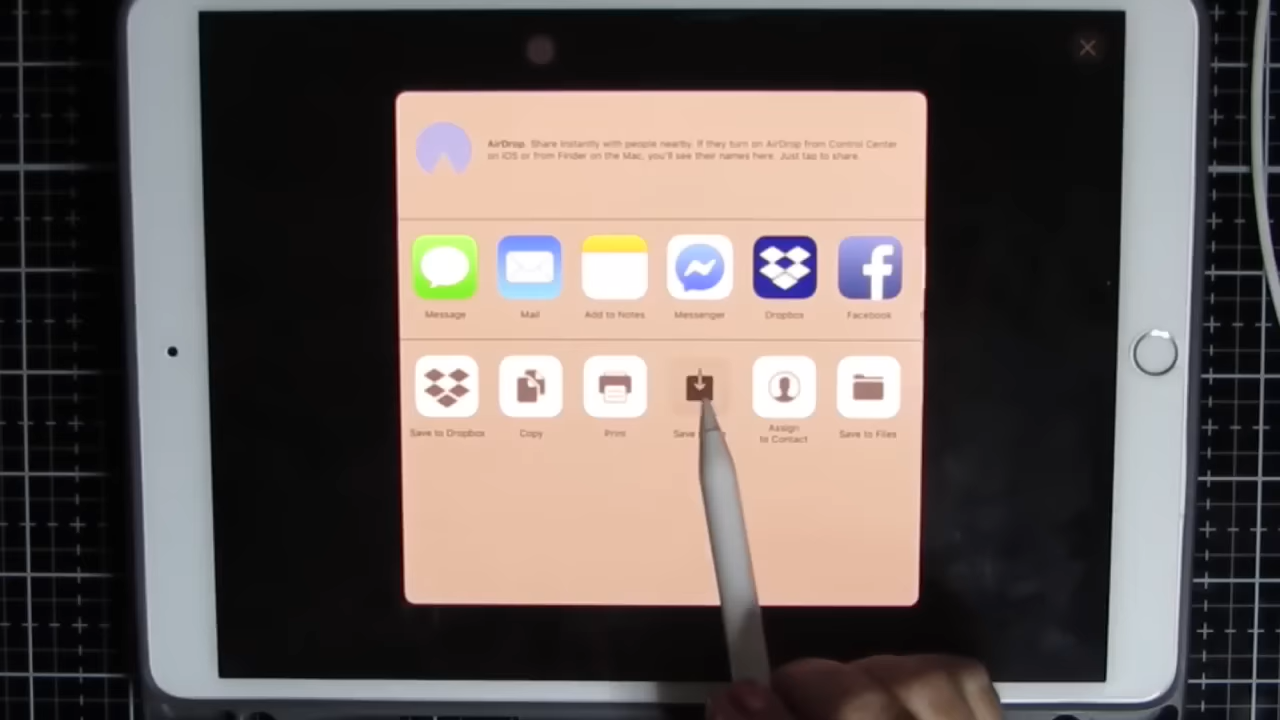 AirDrop. Share instantly with people nearby. If they turn on AirDrop from Control Center
on iOS or from Finder on the Mac, you'll see their names here. Just tap to share.
Message
Mail
Add to Notes
Messenger
Dropbox
Facebook
Save to Dropbox
Copy
Print
Save
Assign
to Contact
Save to Files